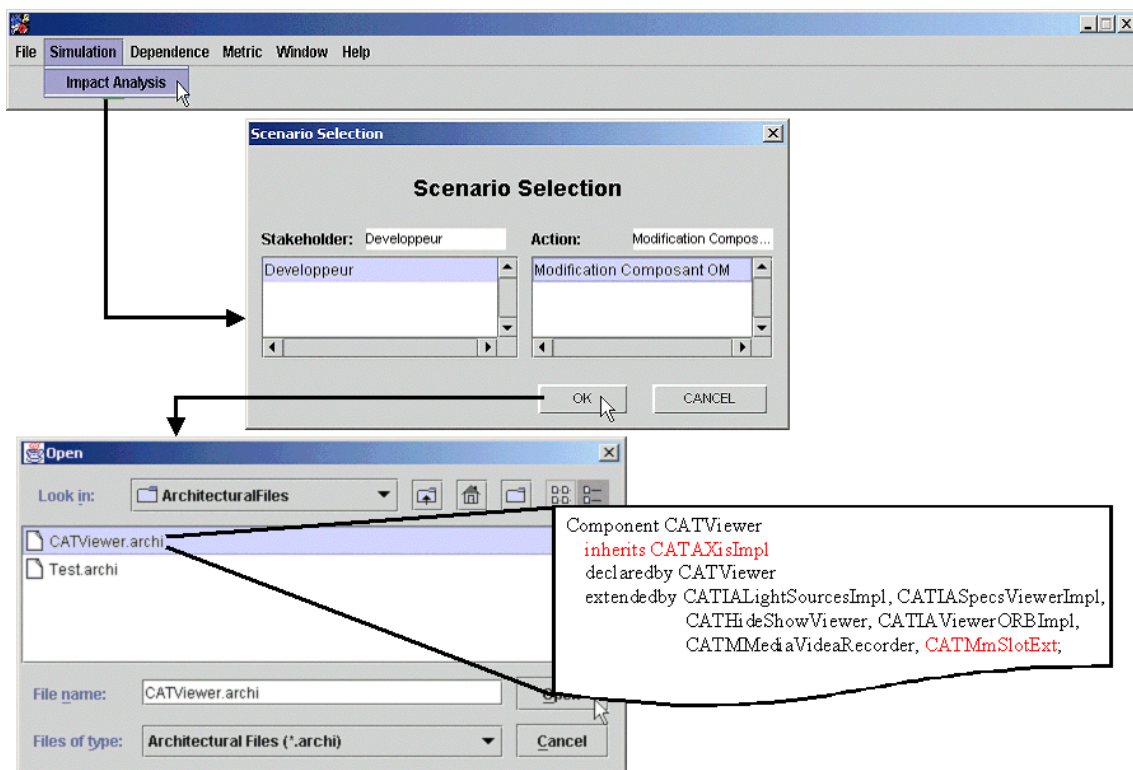 File Simulation Dependence Metric Window Help
Impact Analysis
Scenario Selection
Scenario Selection
Stakeholder: Developpeur Action: Modification Compos...
Developpeur Modification Composant OM
OK CANCEL
Open
Look in: ArchitecturalFiles
CATViewer.archi
Test.archi
Component CATViewer
inherits CATAXisImpl
declaredby CATViewer
extendedby CATIALightSourcesImpl, CATIASpecsViewerImpl,
CATHideShowViewer, CATIAViewerORBImpl,
CATMMediaVideaRecorder, CATMmSlotExt;
File name: CATViewer.archi Open
Files of type: Architectural Files (*.archi) Cancel